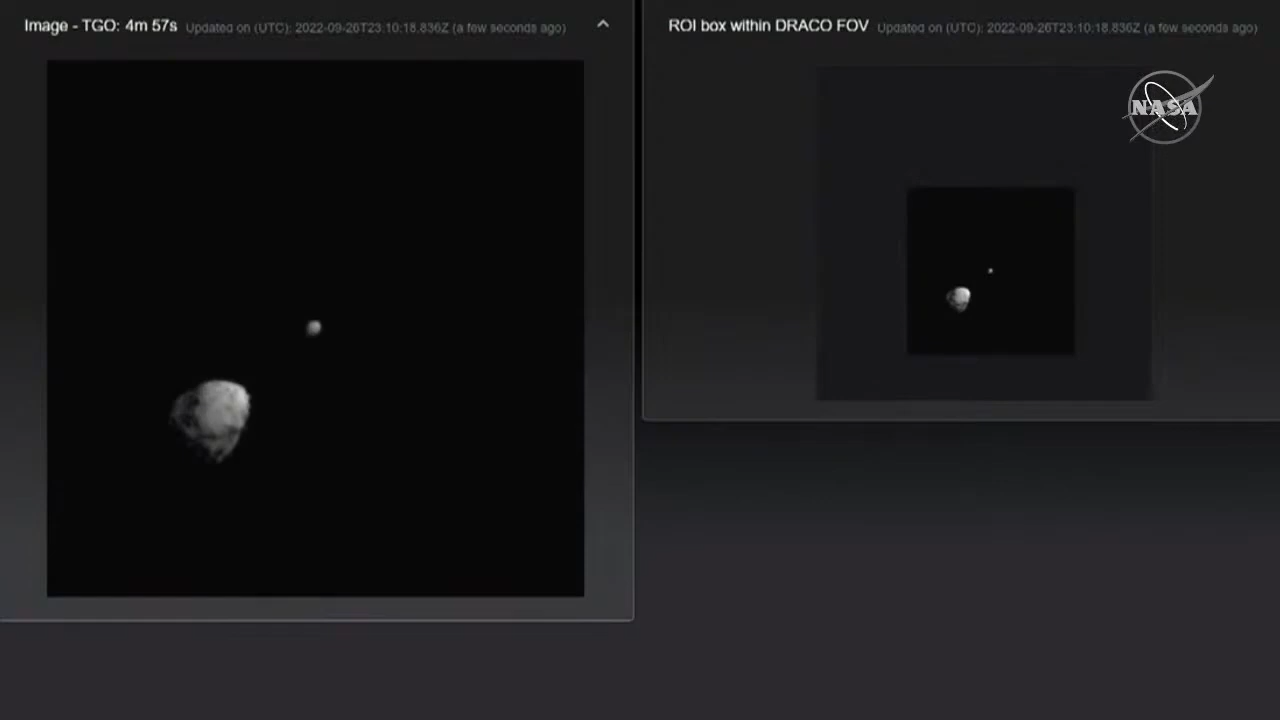 Image - TGO: 4m 57s Updated on (UTC): 2022-09-26T23:10:18.836Z (a few seconds ago)
ROI box within DRACO FOV Updated on (UTC): 2022-09-26T23:10:18.836Z (a few seconds ago)
NASA